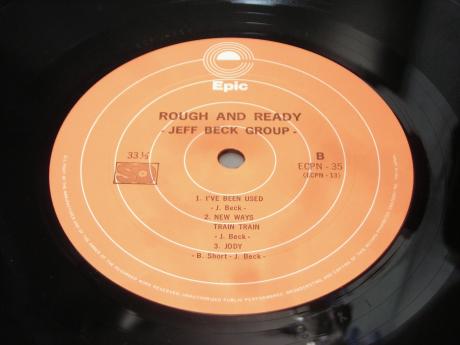 Epic
ROUGH AND READY
- JEFF BECK GROUP -
33⅓
B
ECPN - 35
(ECPN - 13)
1. I'VE BEEN USED
- J. Beck -
2. NEW WAYS
TRAIN TRAIN
- J. Beck -
3. JODY
- B. Short - J. Beck -